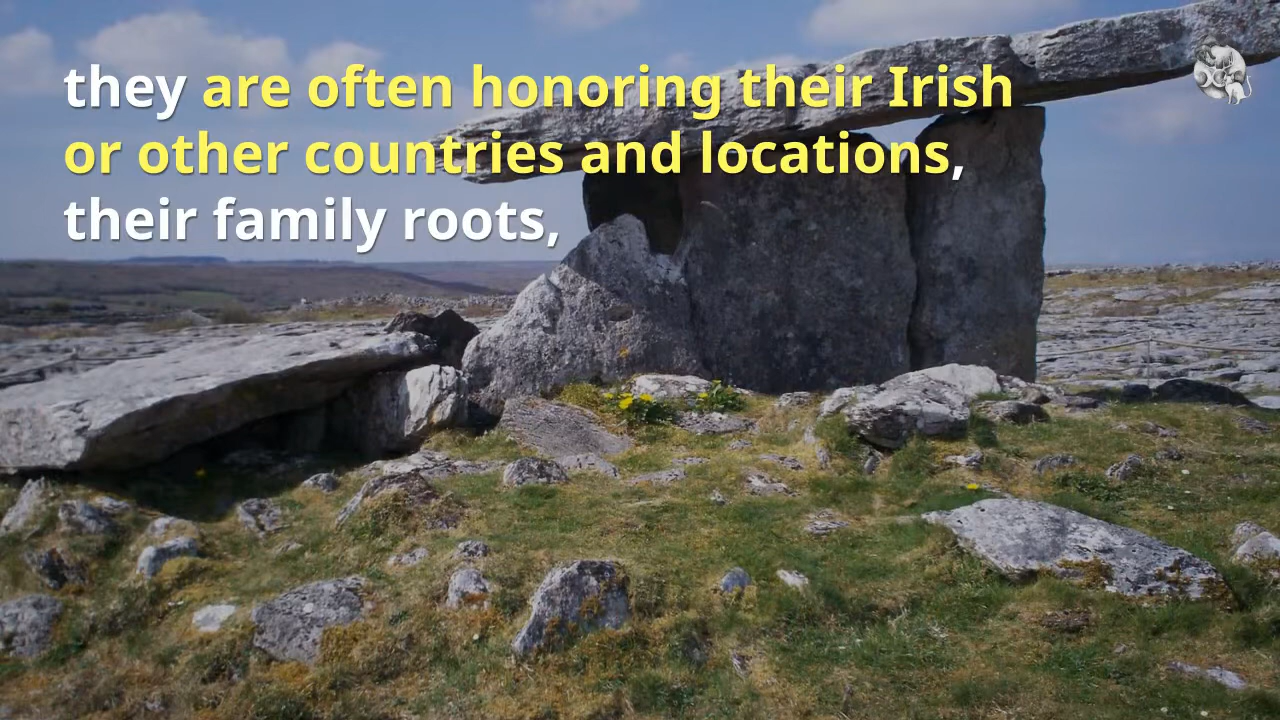 they are often honoring their Irish
or other countries and locations,
their family roots,